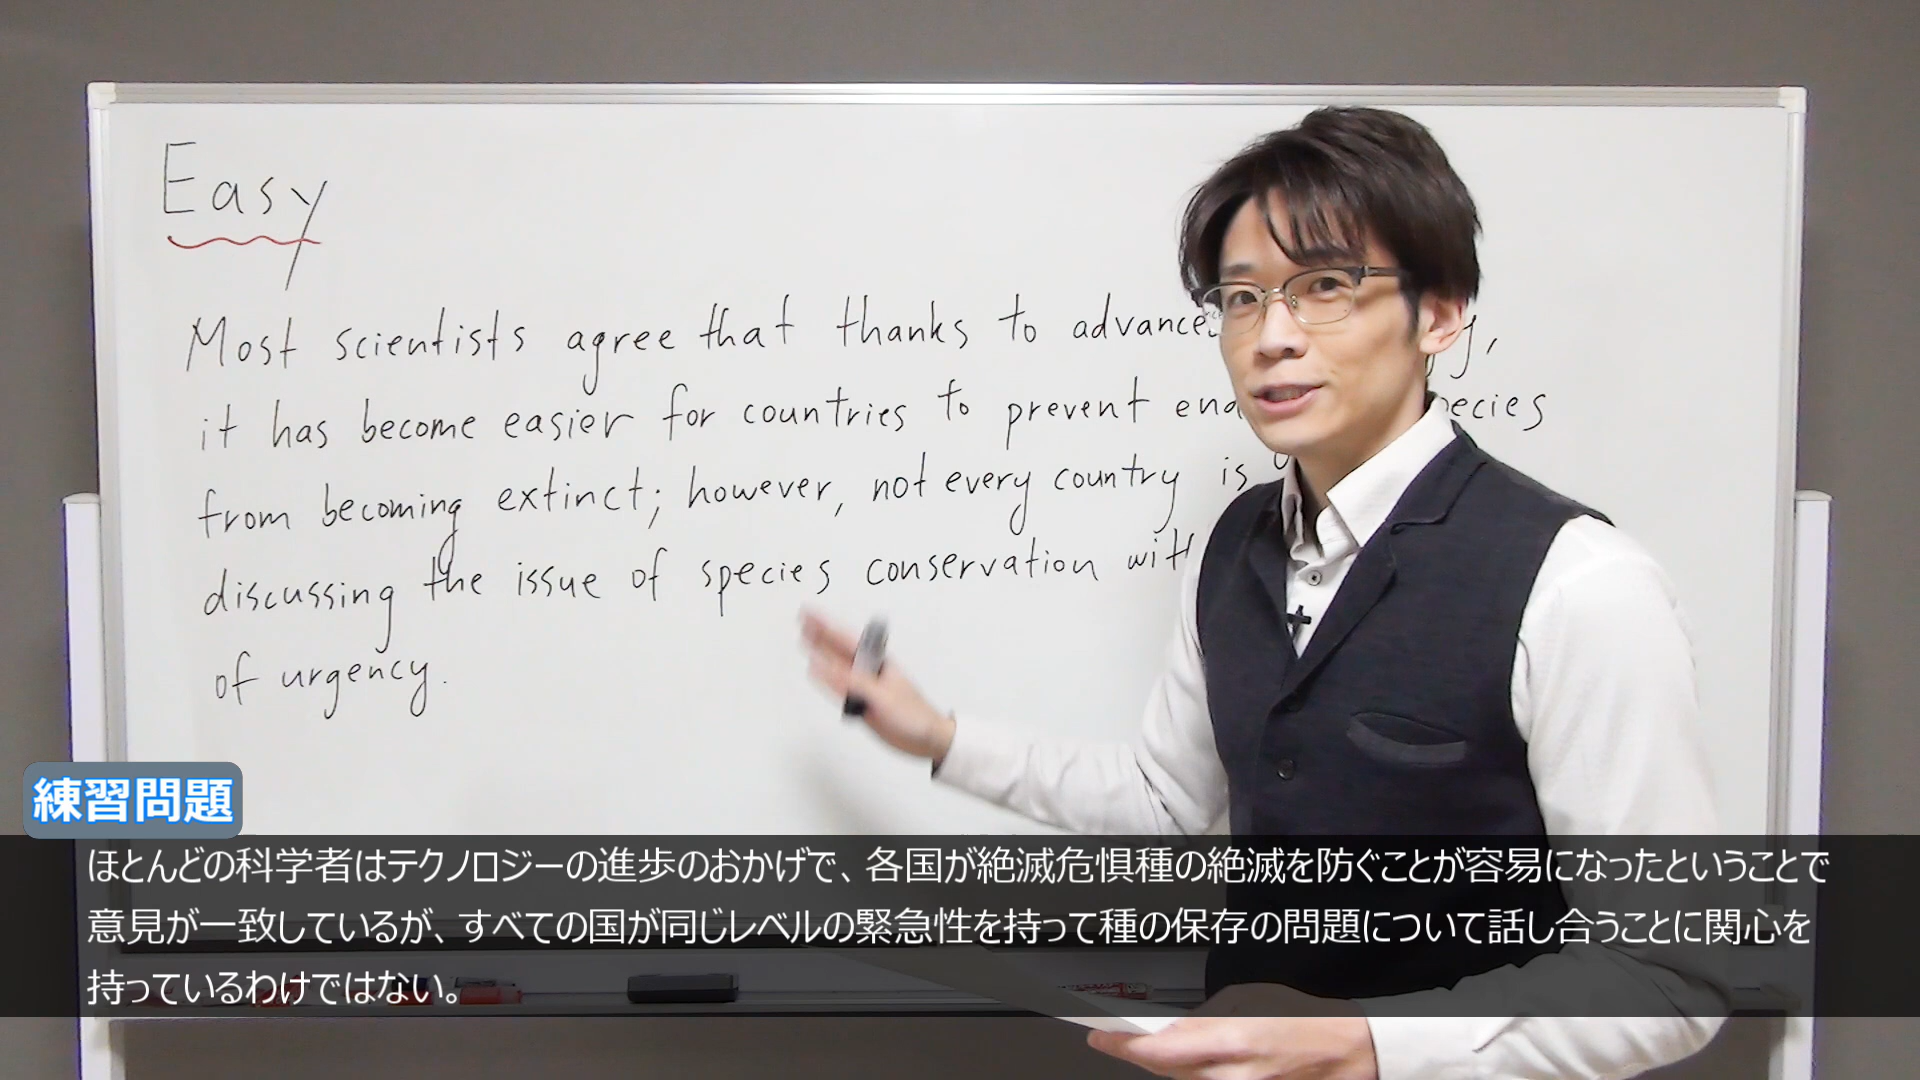 Easy
Most scientists agree that thanks to
it has become easier for countries to prevent
from becoming extinct; however, not every country is
discussing the issue of species conservation
of urgency.
練習問題
ほとんどの科学者はテクノロジーの進歩のおかげで、各国が絶滅危惧種の絶滅を防ぐことが容易になったということで
意見が一致しているが、すべての国が同じレベルの緊急性を持って種の保存の問題について話し合うことに関心を
持っているわけではない。